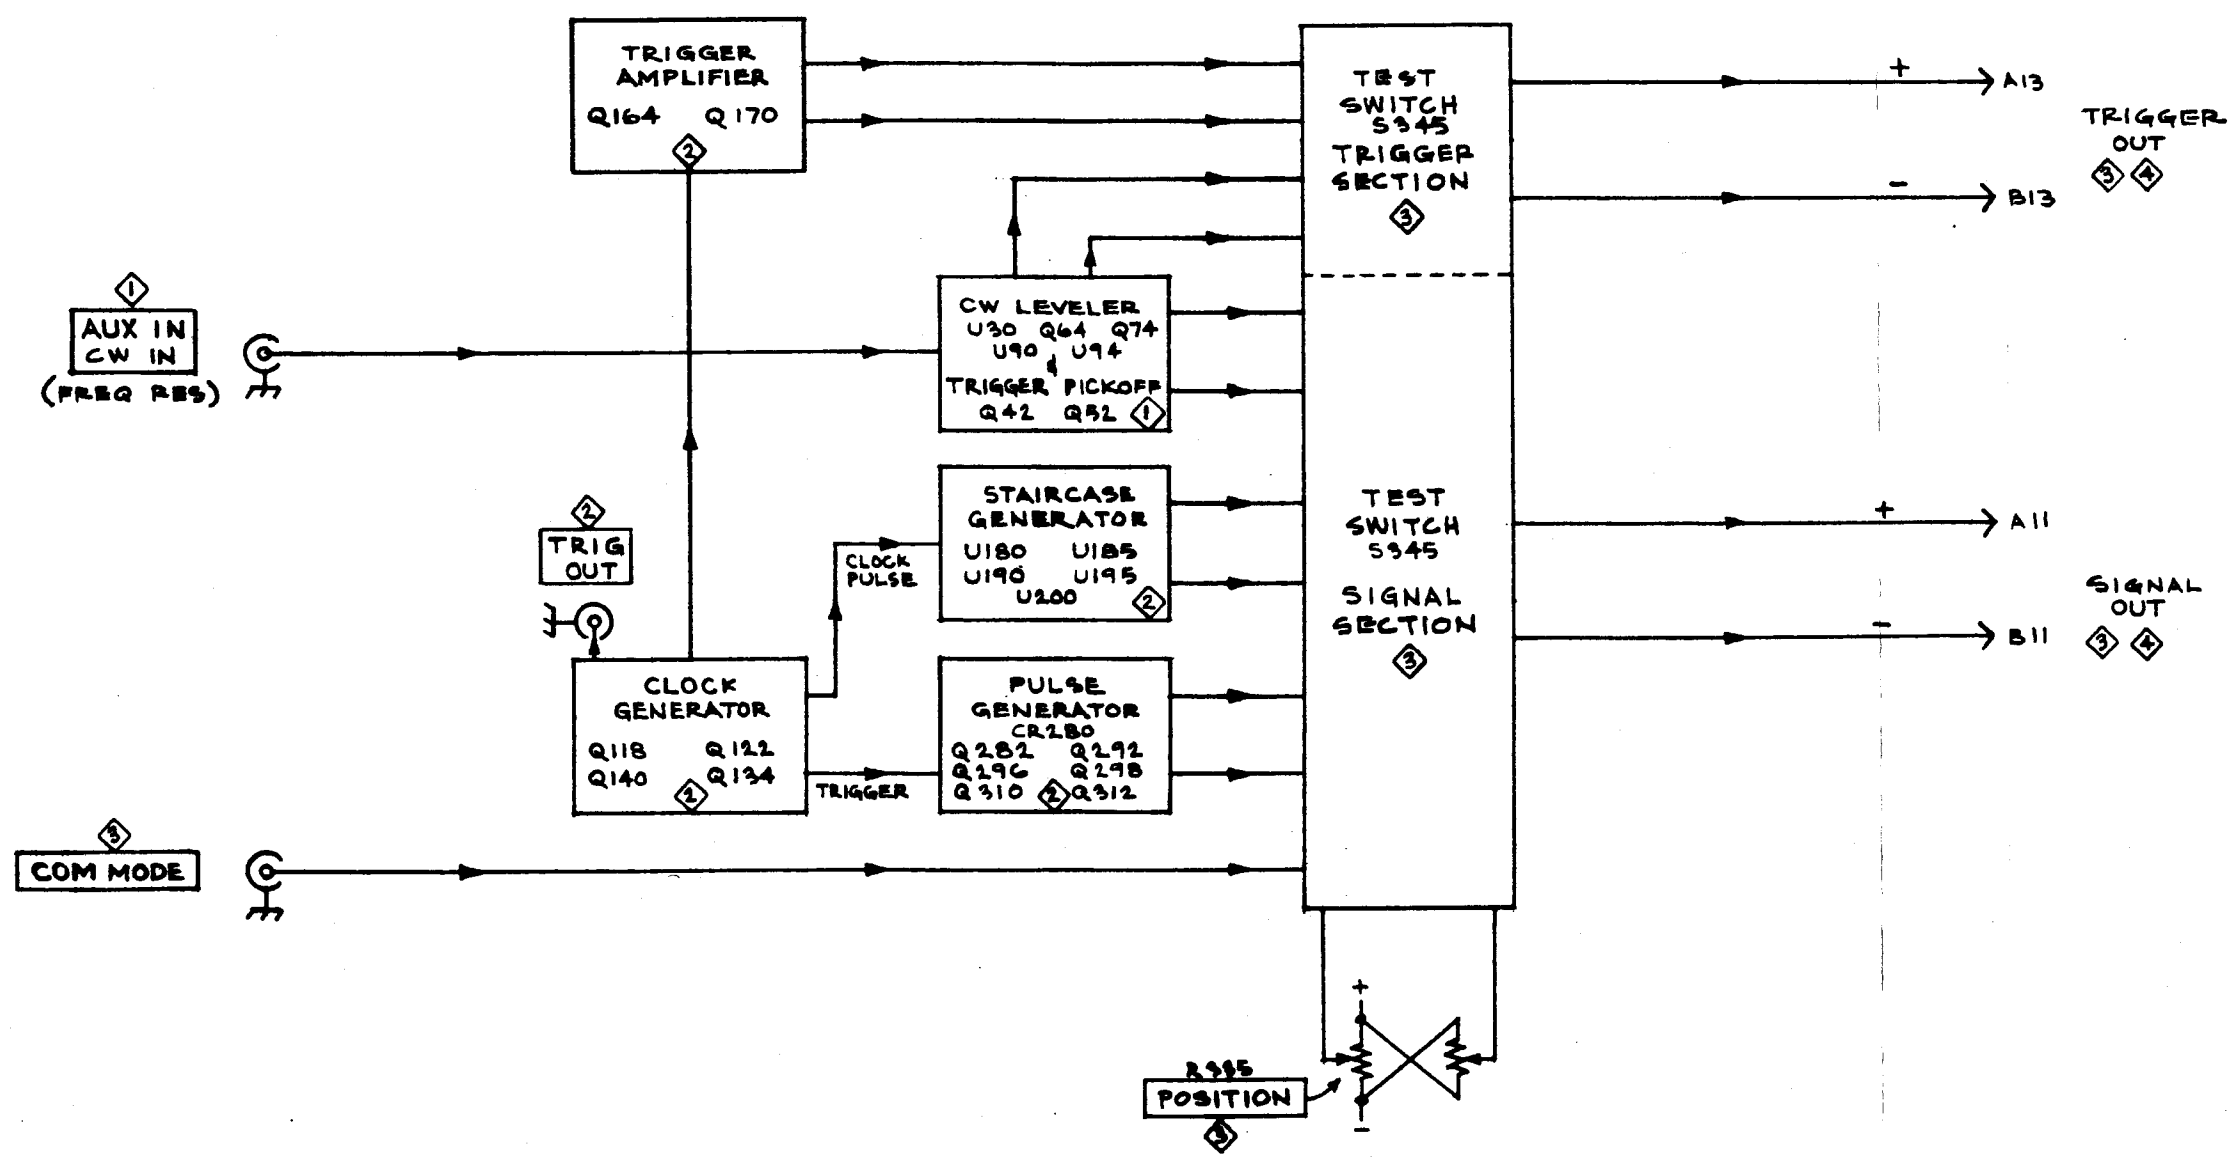 TRIGGER
AMPLIFIER
Q164 Q170
2
TEST
SWITCH
S345
TRIGGER
SECTION
3
+
A13
TRIGGER
OUT
3 4
-
B13
1
AUX IN
CW IN
(FREQ RES)
CW LEVELER
U30 Q64 Q74
U90 U94
&
TRIGGER PICKOFF
Q42 Q52
1
STAIRCASE
GENERATOR
U180 U185
U190 U195
U200
2
CLOCK
PULSE
2
TRIG
OUT
TEST
SWITCH
S345
SIGNAL
SECTION
3
+
A11
SIGNAL
OUT
3 4
-
B11
CLOCK
GENERATOR
Q118 Q122
Q140 Q134
2
TRIGGER
PULSE
GENERATOR
CR280
Q282 Q292
Q296 Q298
Q310 Q312
2
3
COM MODE
+
POSITION
3
-